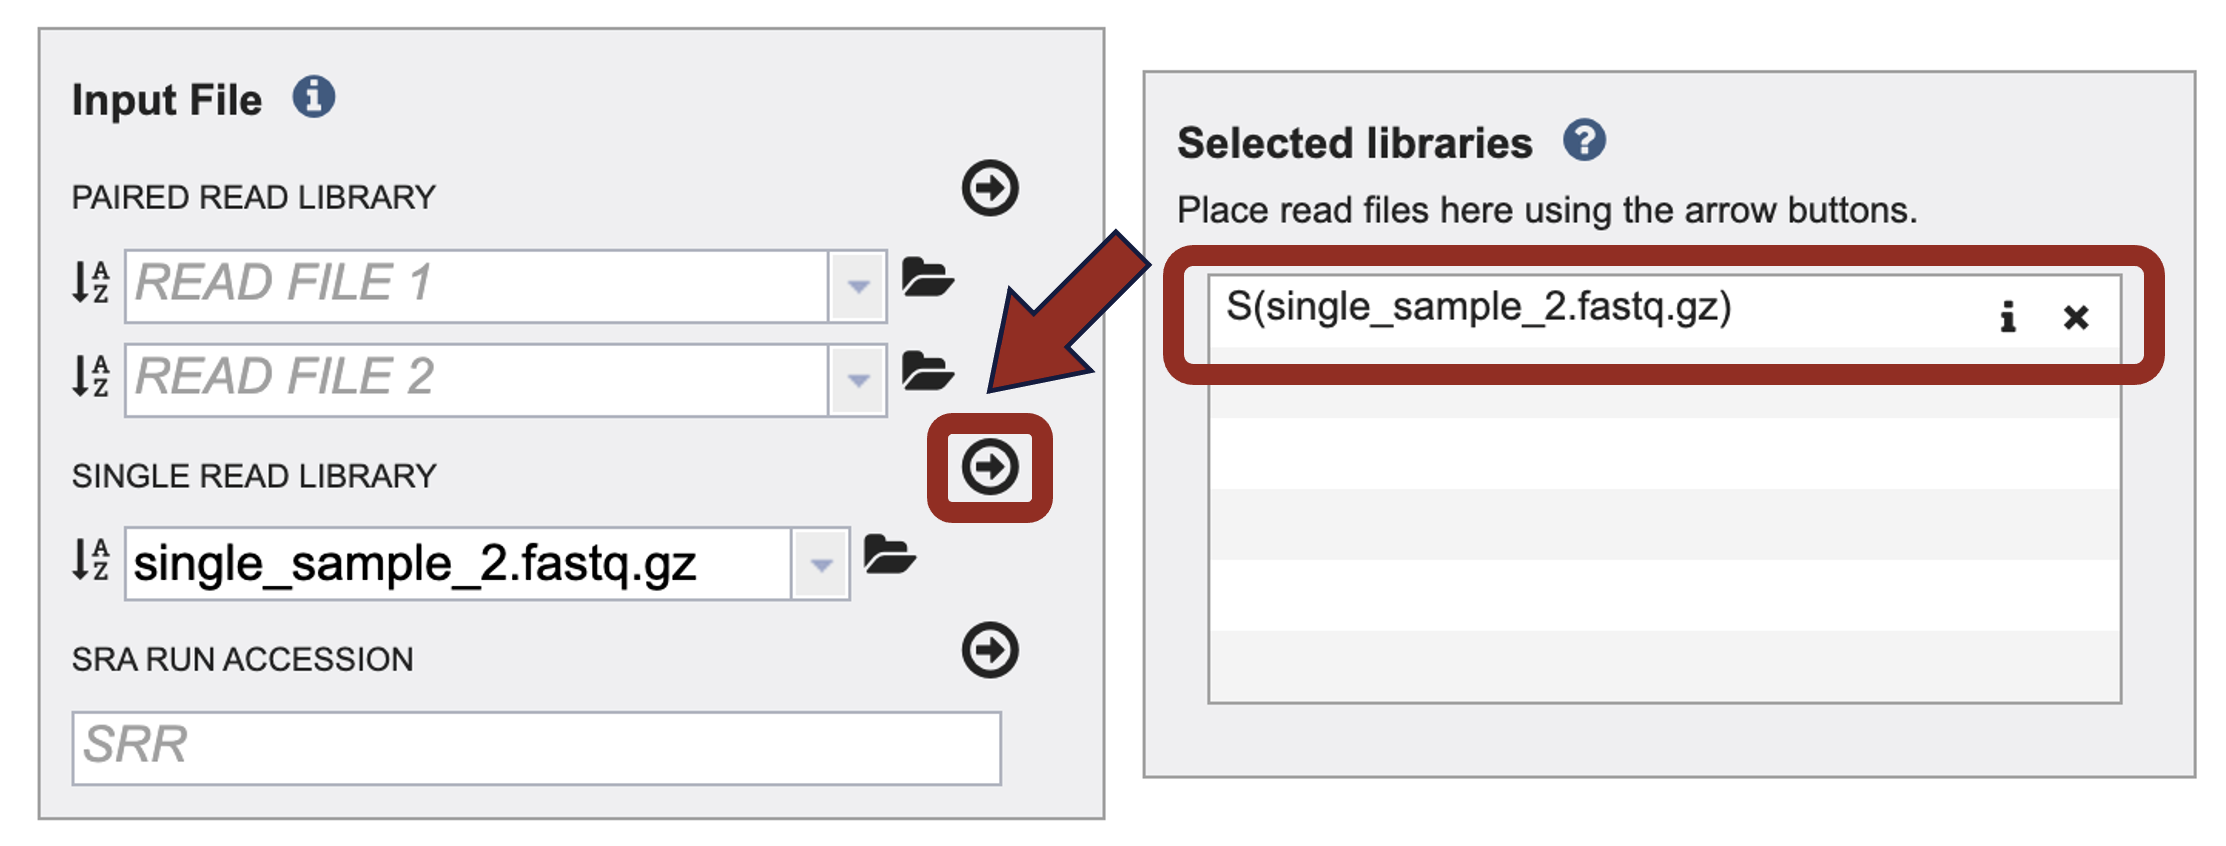 Input File
PAIRED READ LIBRARY
READ FILE 1
READ FILE 2
SINGLE READ LIBRARY
single_sample_2.fastq.gz
SRA RUN ACCESSION
SRR
Selected libraries
Place read files here using the arrow buttons.
S(single_sample_2.fastq.gz)